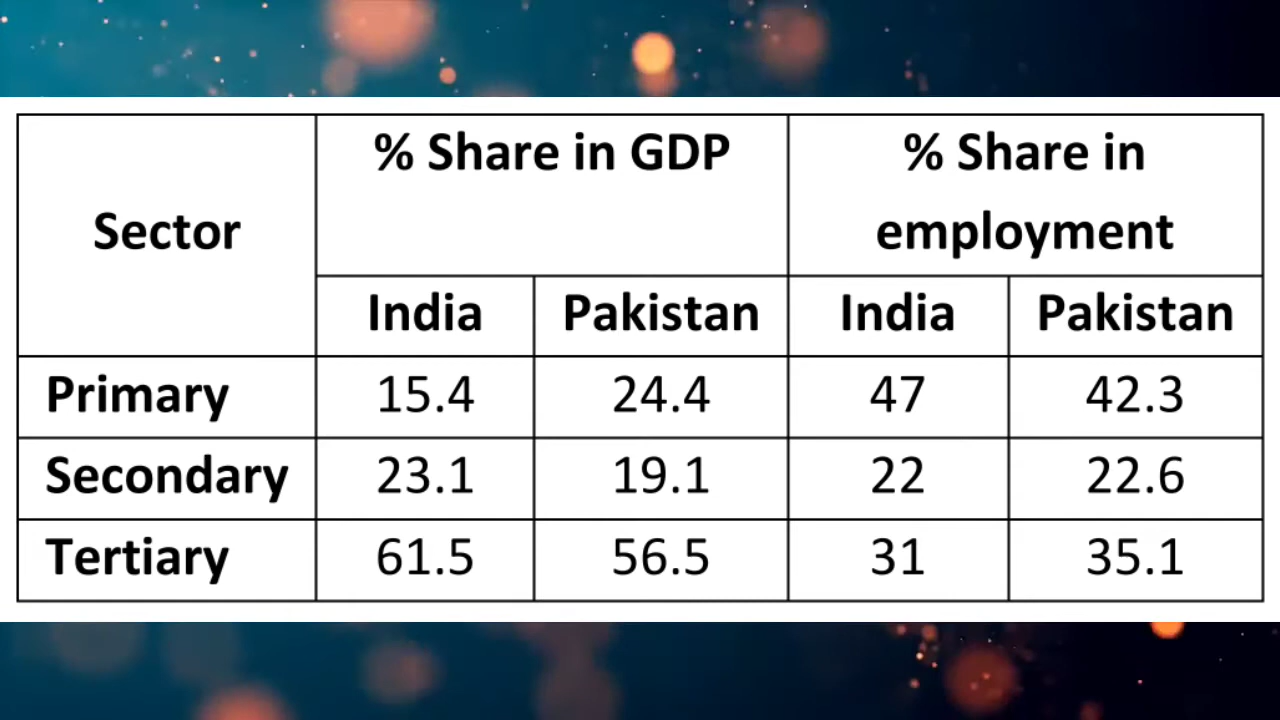 % Share in GDP
% Share in
employment
Sector
India Pakistan India Pakistan
Primary 15.4 24.4 47 42.3
Secondary 23.1 19.1 22 22.6
Tertiary 61.5 56.5 31 35.1